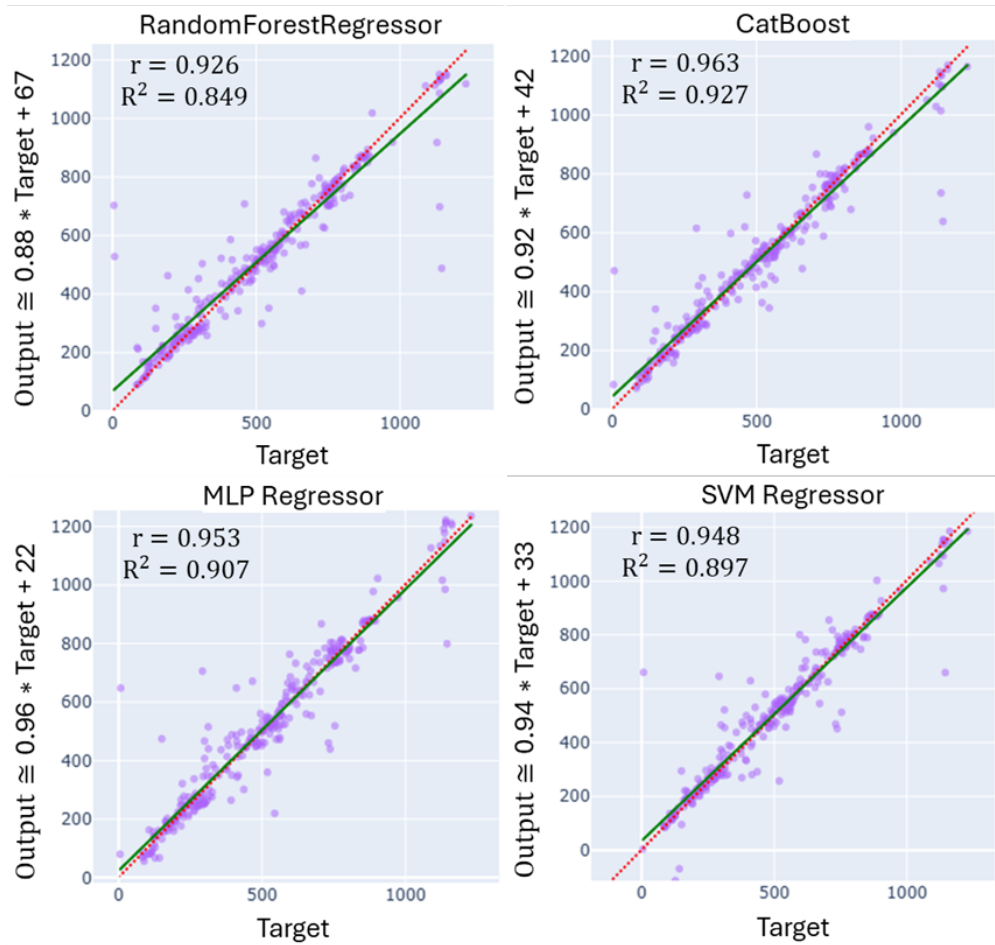 RandomForestRegressor
Output ≅ 0.88 * Target + 67
r = 0.926
R² = 0.849
1200
1000
800
600
400
200
0
0 500 1000
Target
CatBoost
Output ≅ 0.92 * Target + 42
r = 0.963
R² = 0.927
1200
1000
800
600
400
200
0
0 500 1000
Target
MLP Regressor
Output ≅ 0.96 * Target + 22
r = 0.953
R² = 0.907
1200
1000
800
600
400
200
0
0 500 1000
Target
SVM Regressor
Output ≅ 0.94 * Target + 33
r = 0.948
R² = 0.897
1200
1000
800
600
400
200
0
0 500 1000
Target